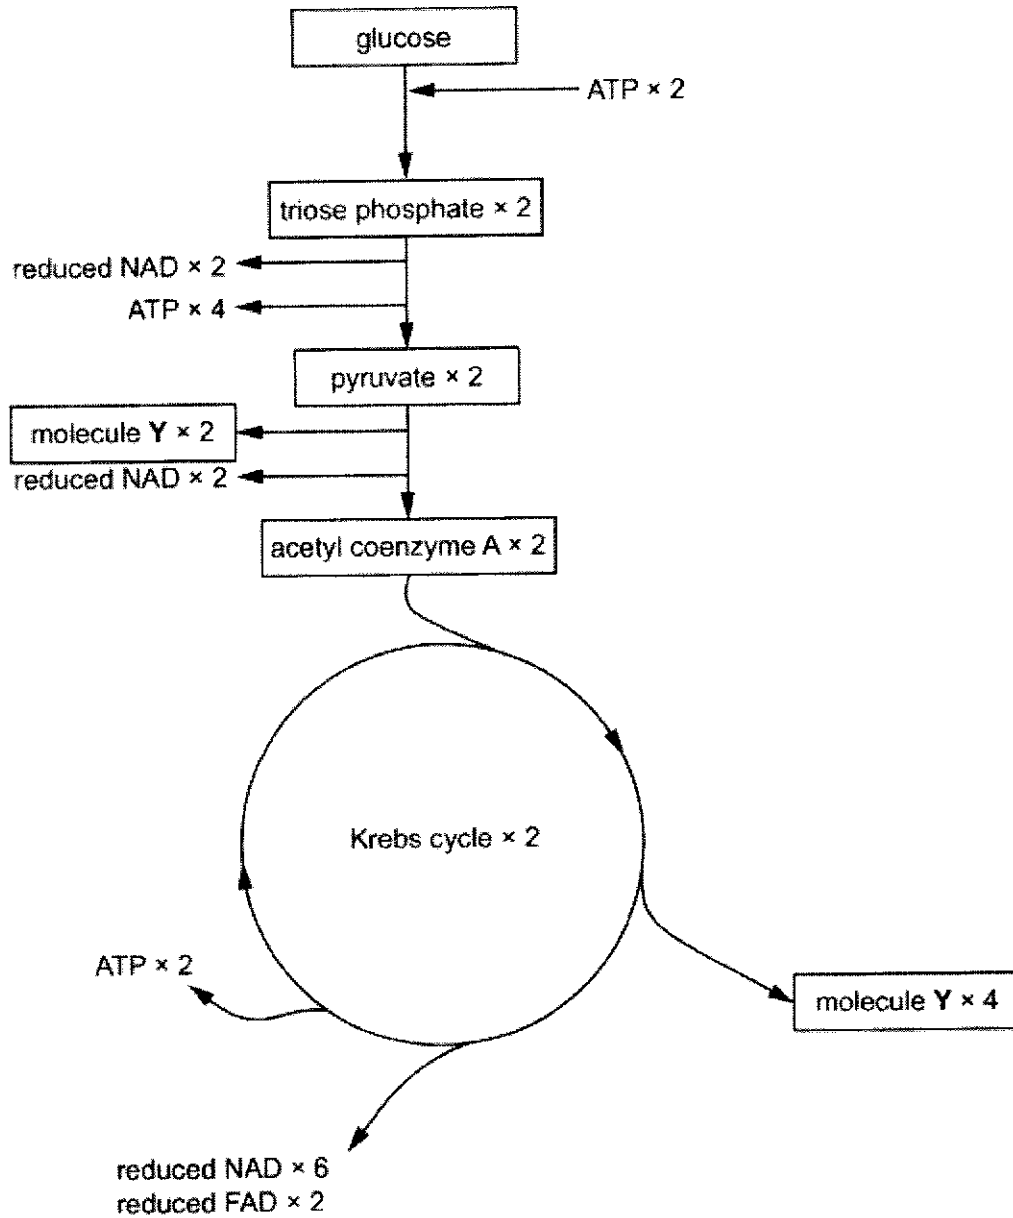 glucose
ATP × 2
triose phosphate × 2
reduced NAD × 2
ATP × 4
pyruvate × 2
molecule Y × 2
reduced NAD × 2
acetyl coenzyme A × 2
Krebs cycle × 2
ATP × 2
molecule Y × 4
reduced NAD × 6
reduced FAD × 2